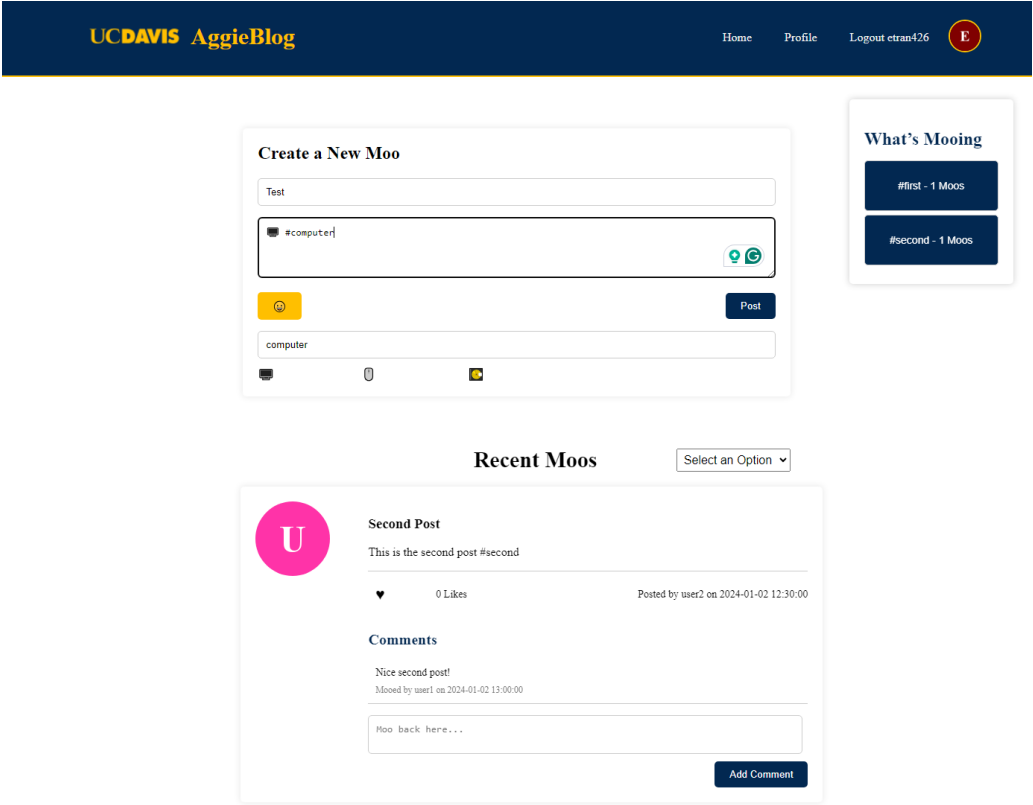 UCDAVIS AggieBlog
Home Profile Logout etran426 E
Create a New Moo
Test
🖥️ #computer
Post
computer
What's Mooing
#first - 1 Moos
#second - 1 Moos
Recent Moos
Select an Option
U
Second Post
This is the second post #second
♥ 0 Likes Posted by user2 on 2024-01-02 12:30:00
Comments
Nice second post!
Mooed by user1 on 2024-01-02 13:00:00
Moo back here...
Add Comment